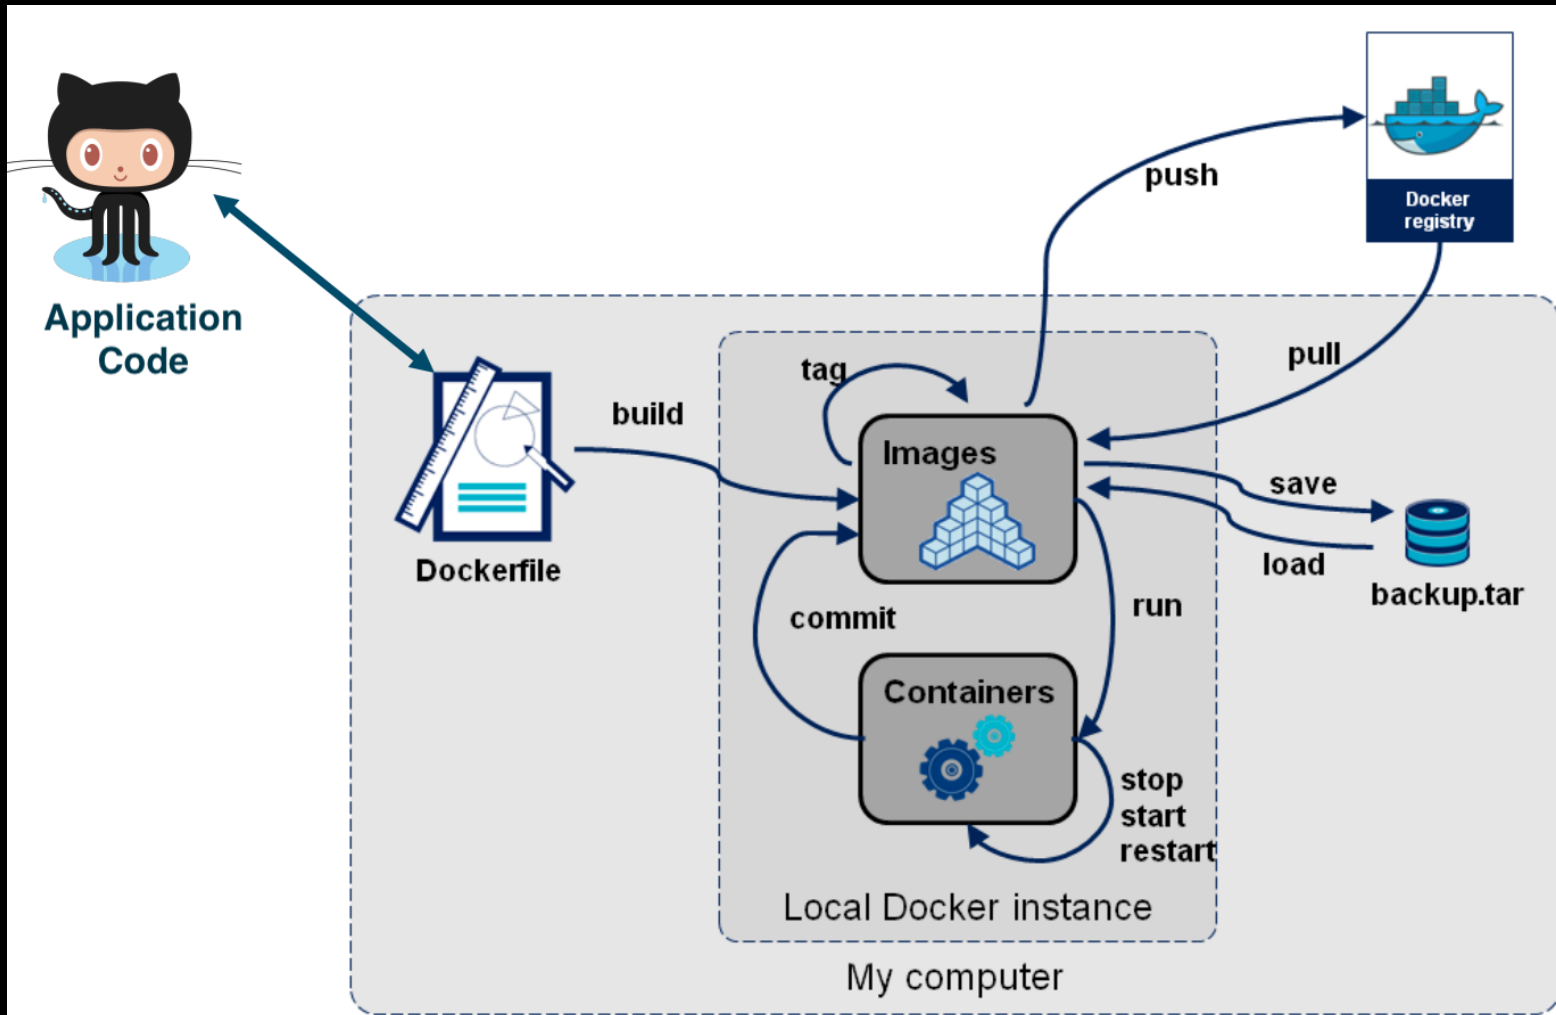 Application
Code
Dockerfile
build
tag
Images
commit
run
Containers
stop
start
restart
Local Docker instance
My computer
push
Docker
registry
pull
save
load
backup.tar